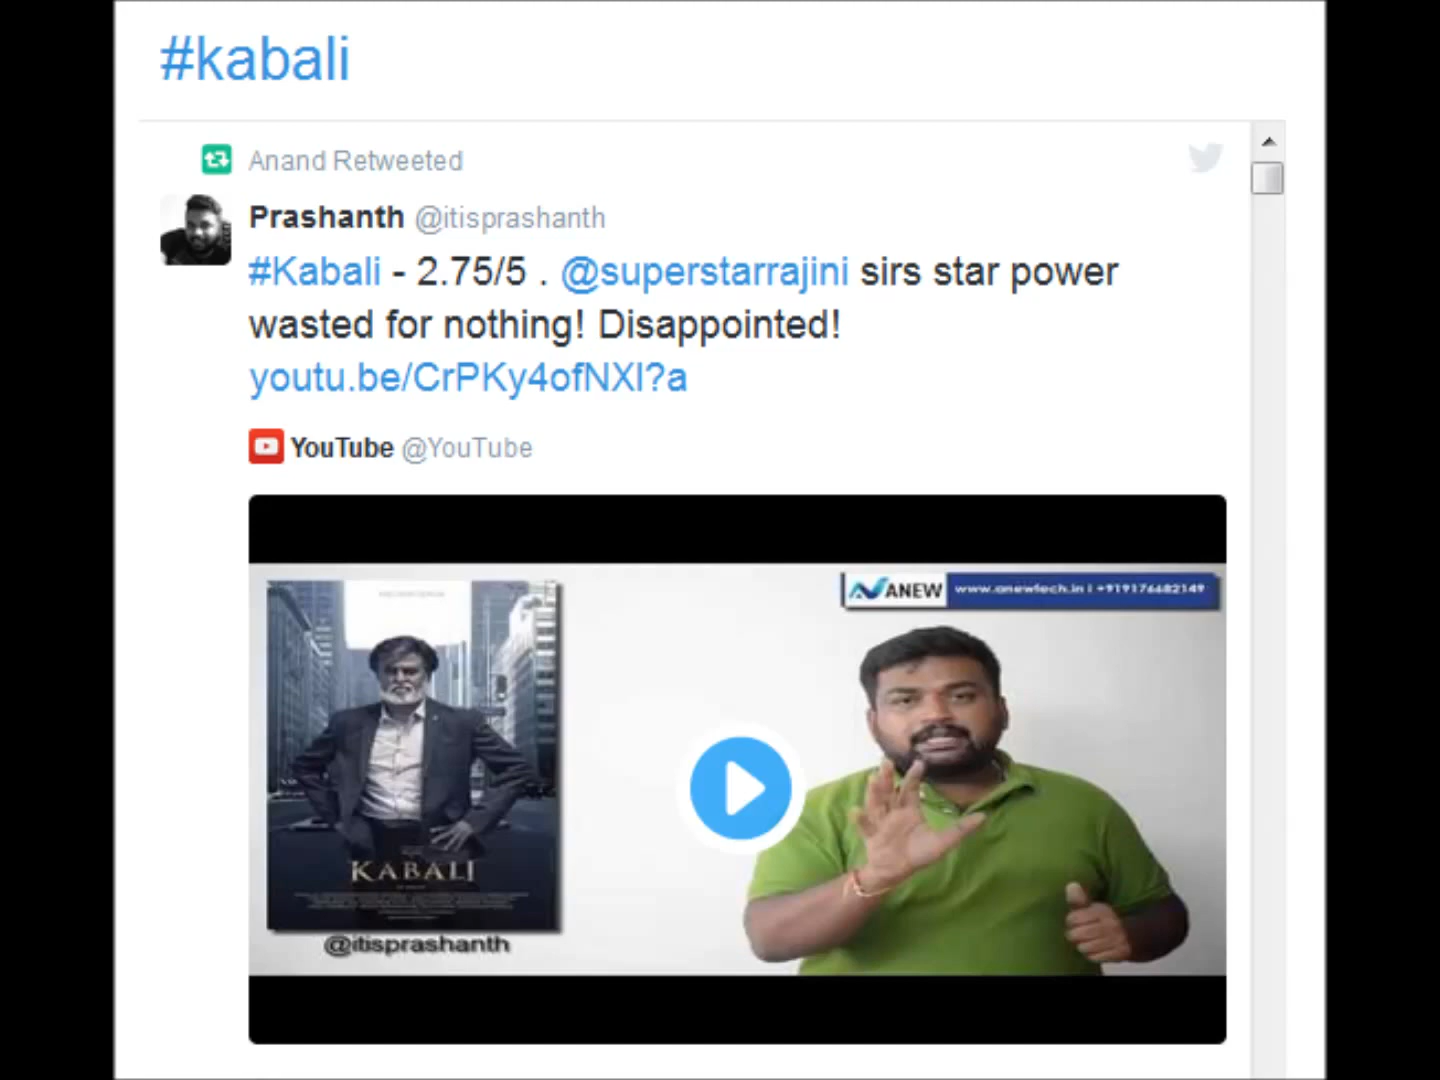 #kabali
Anand Retweeted
Prashanth @itisprashanth
#Kabali - 2.75/5 . @superstarrajini sirs star power
wasted for nothing! Disappointed!
youtu.be/CrPKy4ofNXI?a
YouTube @YouTube
ANEW www.anewtech.in | +919176682149
KABALI
@itisprashanth